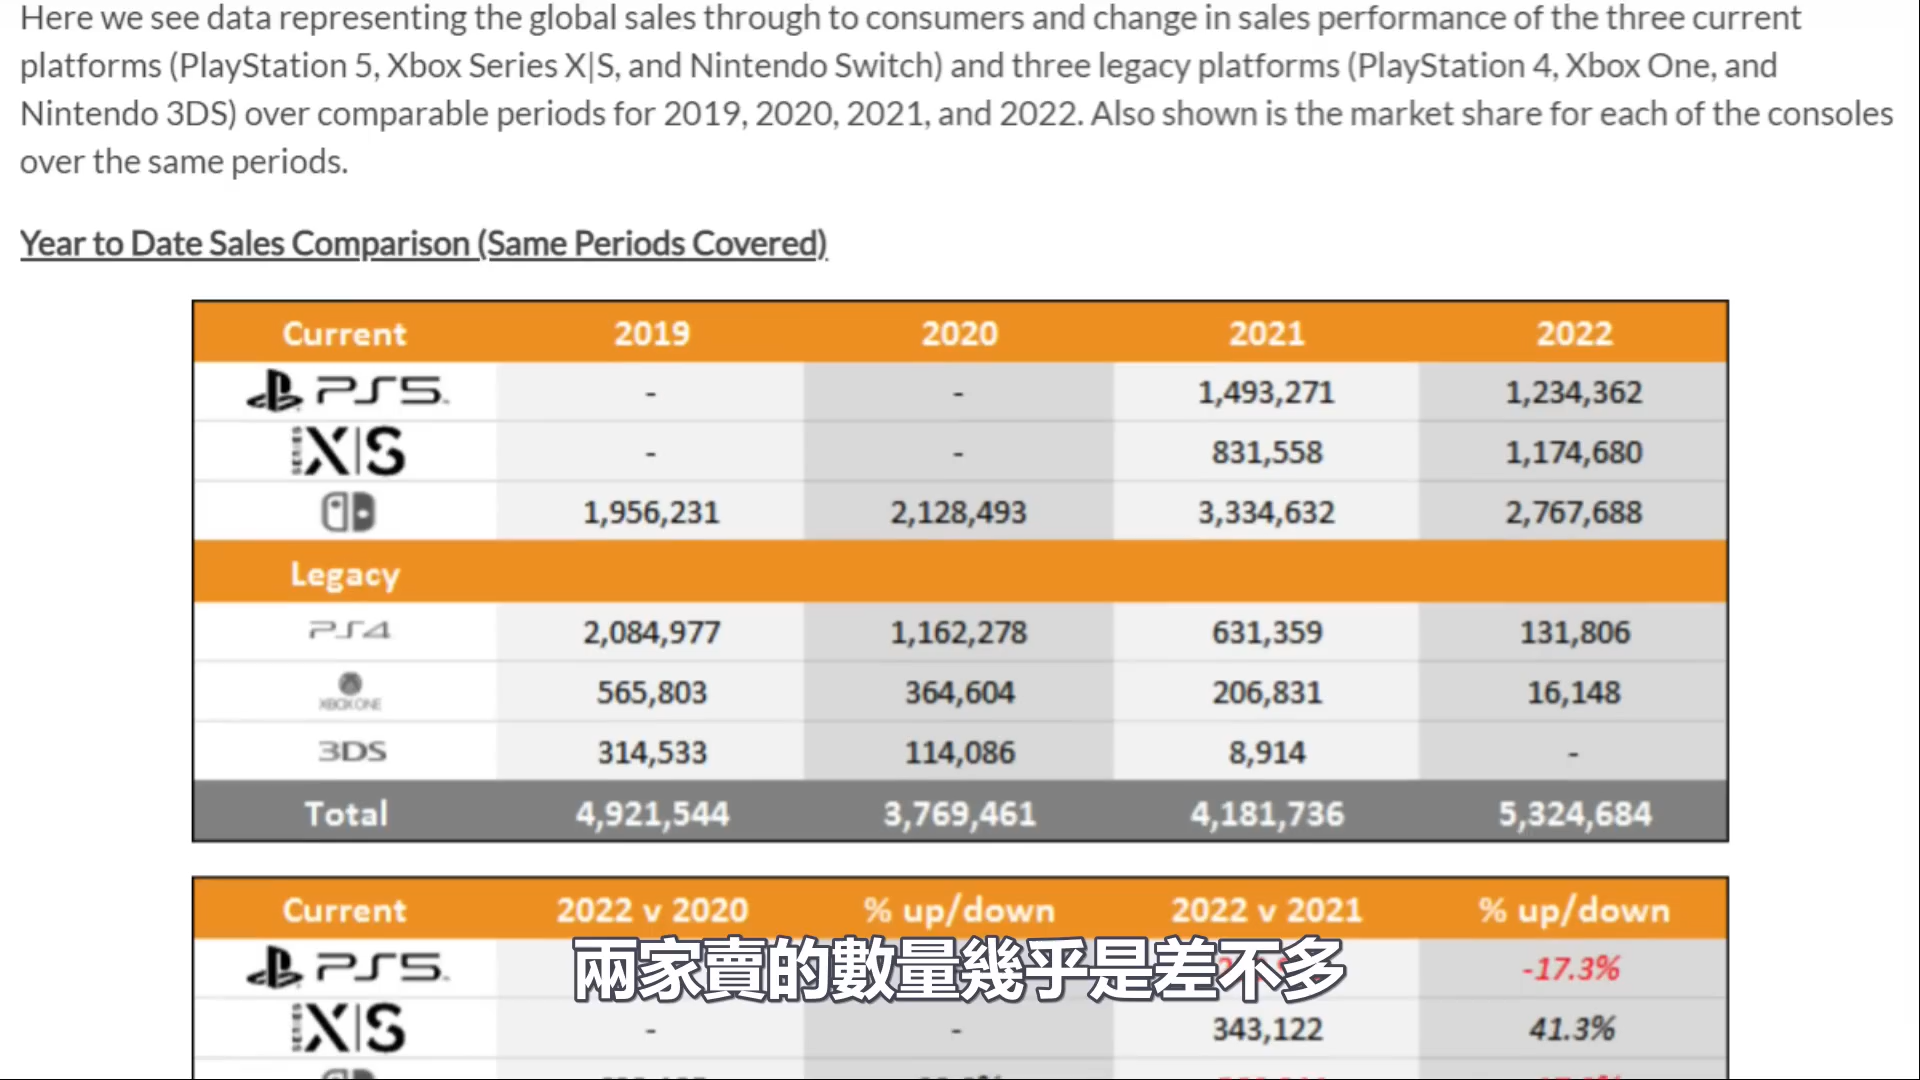 Here we see data representing the global sales through to consumers and change in sales performance of the three current
platforms (PlayStation 5, Xbox Series X|S, and Nintendo Switch) and three legacy platforms (PlayStation 4, Xbox One, and
Nintendo 3DS) over comparable periods for 2019, 2020, 2021, and 2022. Also shown is the market share for each of the consoles
over the same periods.
Year to Date Sales Comparison (Same Periods Covered)
Current 2019 2020 2021 2022
PS5 - - 1,493,271 1,234,362
SERIES X|S - - 831,558 1,174,680
1,956,231 2,128,493 3,334,632 2,767,688
Legacy
PS4 2,084,977 1,162,278 631,359 131,806
XBOX ONE 565,803 364,604 206,831 16,148
3DS 314,533 114,086 8,914 -
Total 4,921,544 3,769,461 4,181,736 5,324,684
Current 2022 v 2020 % up/down 2022 v 2021 % up/down
PS5 -17.3%
兩家賣的數量幾乎是差不多
SERIES X|S - - 343,122 41.3%